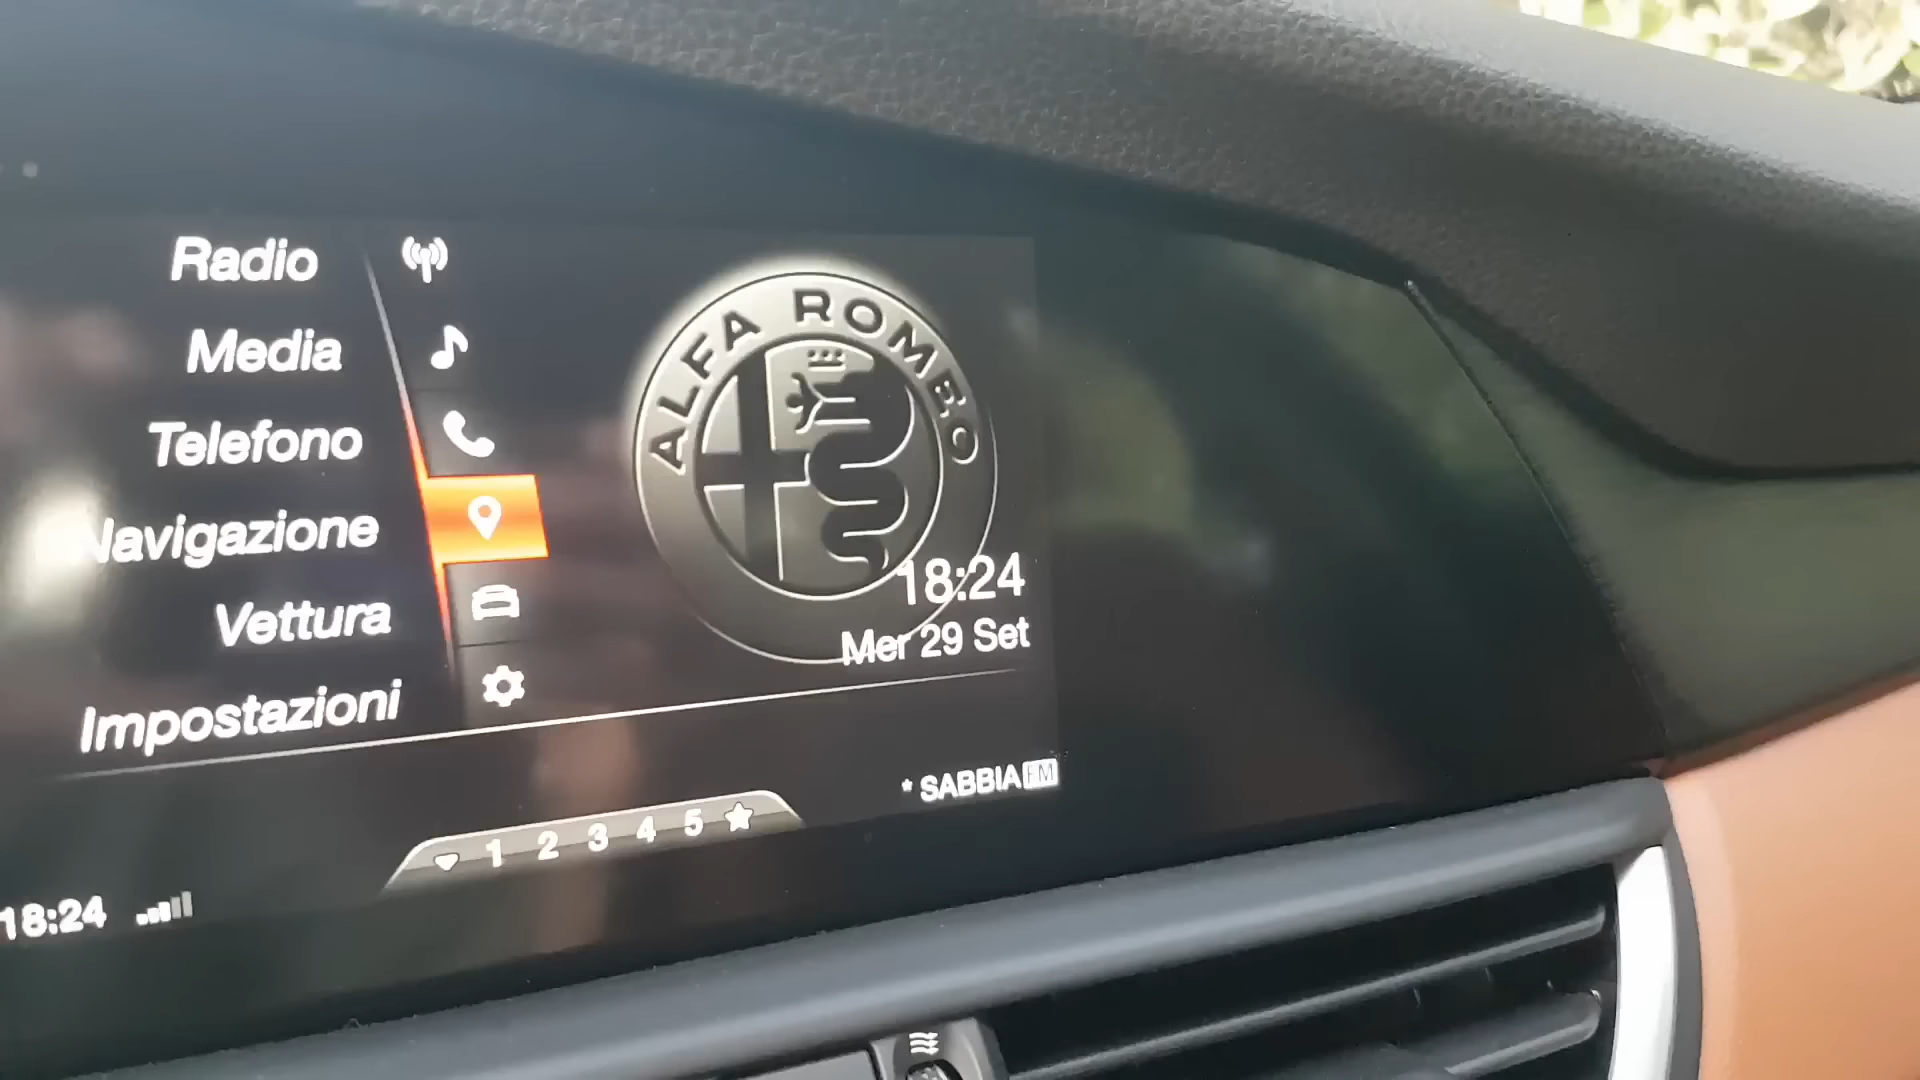 Radio
Media
Telefono
Navigazione
Vettura
Impostazioni
ALFA ROMEO
18:24
Mer 29 Set
* SABBIA FM
1 2 3 4 5
18:24